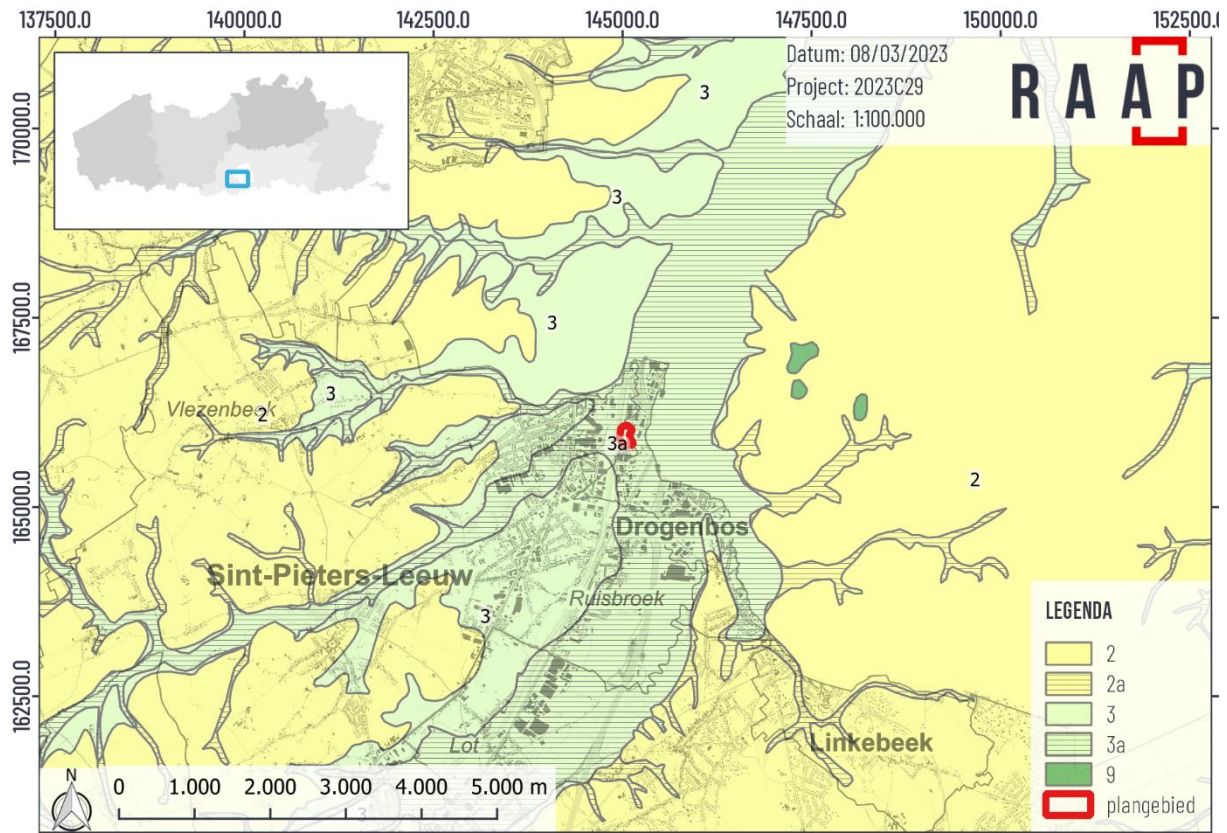 137500.0 140000.0 142500.0 145000.0 147500.0 150000.0 152500.0
170000.0
167500.0
165000.0
162500.0
Datum: 08/03/2023
Project: 2023C29
Schaal: 1:100.000
RAAP
3
3
3
3
Vlezenbeek
2
3a
2
Drogenbos
Sint-Pieters-Leeuw
Ruisbroek
3
Linkebeek
Lot
3
N
0 1.000 2.000 3.000 4.000 5.000 m
LEGENDA
2
2a
3
3a
9
plangebied